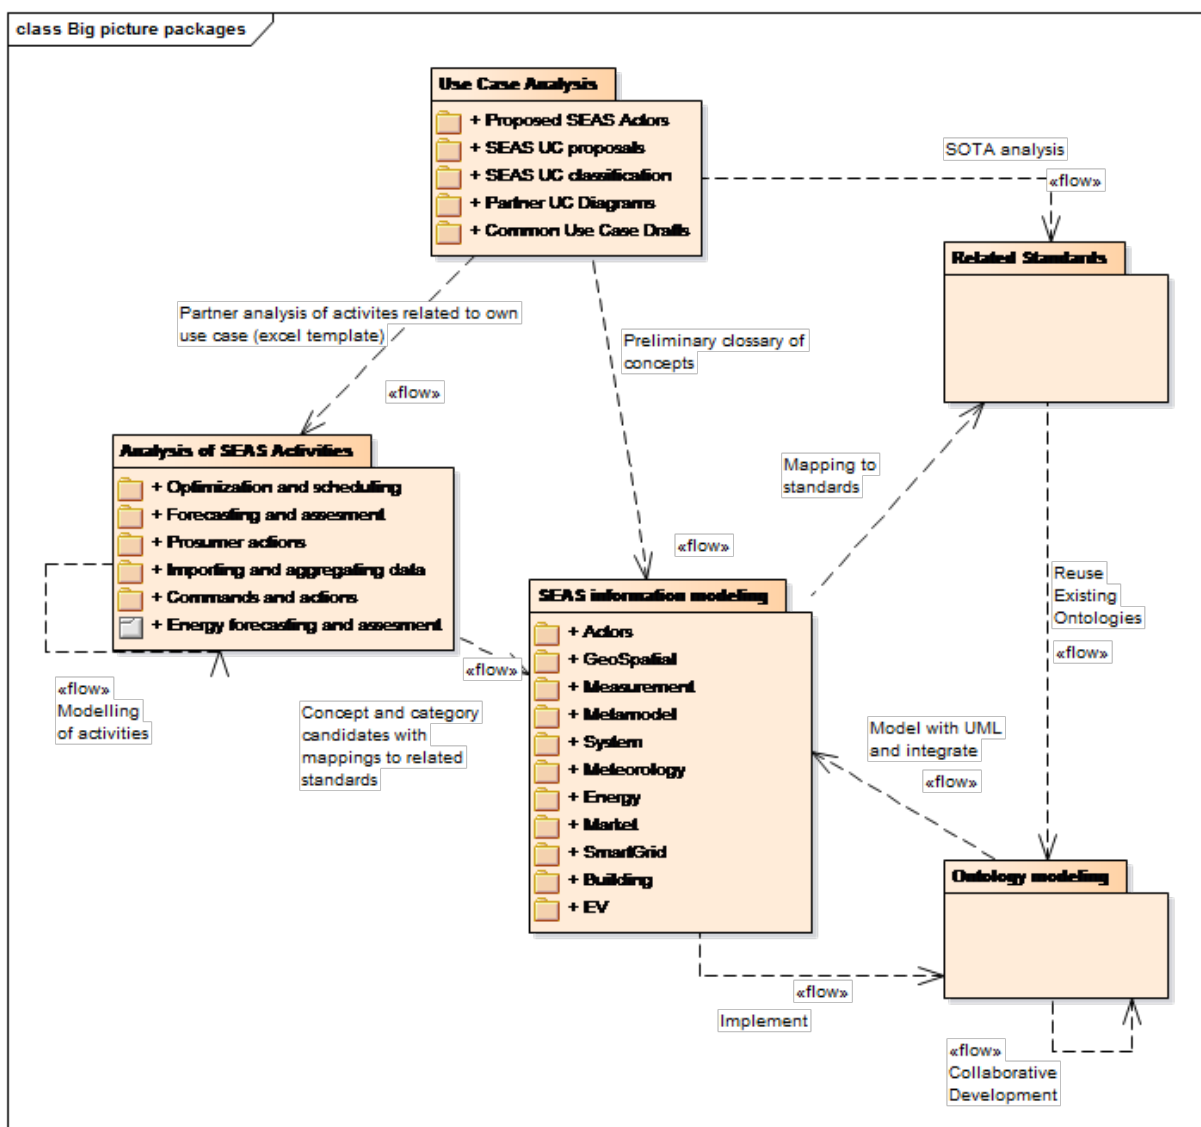 class Big picture packages
Use Case Analysis
+ Proposed SEAS Actors
+ SEAS UC proposals
+ SEAS UC classification
+ Partner UC Diagrams
+ Common Use Case Drafts
SOTA analysis
«flow»
Related Standards
Partner analysis of activites related to own
use case (excel template)
«flow»
Preliminary clossary of
concepts
«flow»
Analysis of SEAS Activities
+ Optimization and scheduling
+ Forecasting and assesment
+ Prosumer actions
+ Importing and aggregating data
+ Commands and actions
+ Energy forecasting and assesment
«flow»
Modelling
of activities
«flow»
Concept and category
candidates with
mappings to related
standards
Mapping to
standards
SEAS information modeling
+ Actors
+ GeoSpatial
+ Measurement
+ Metamodel
+ System
+ Meteorology
+ Energy
+ Market
+ SmartGrid
+ Building
+ EV
Reuse
Existing
Ontologies
«flow»
Model with UML
and integrate
«flow»
Ontology modeling
«flow»
Implement
«flow»
Collaborative
Development